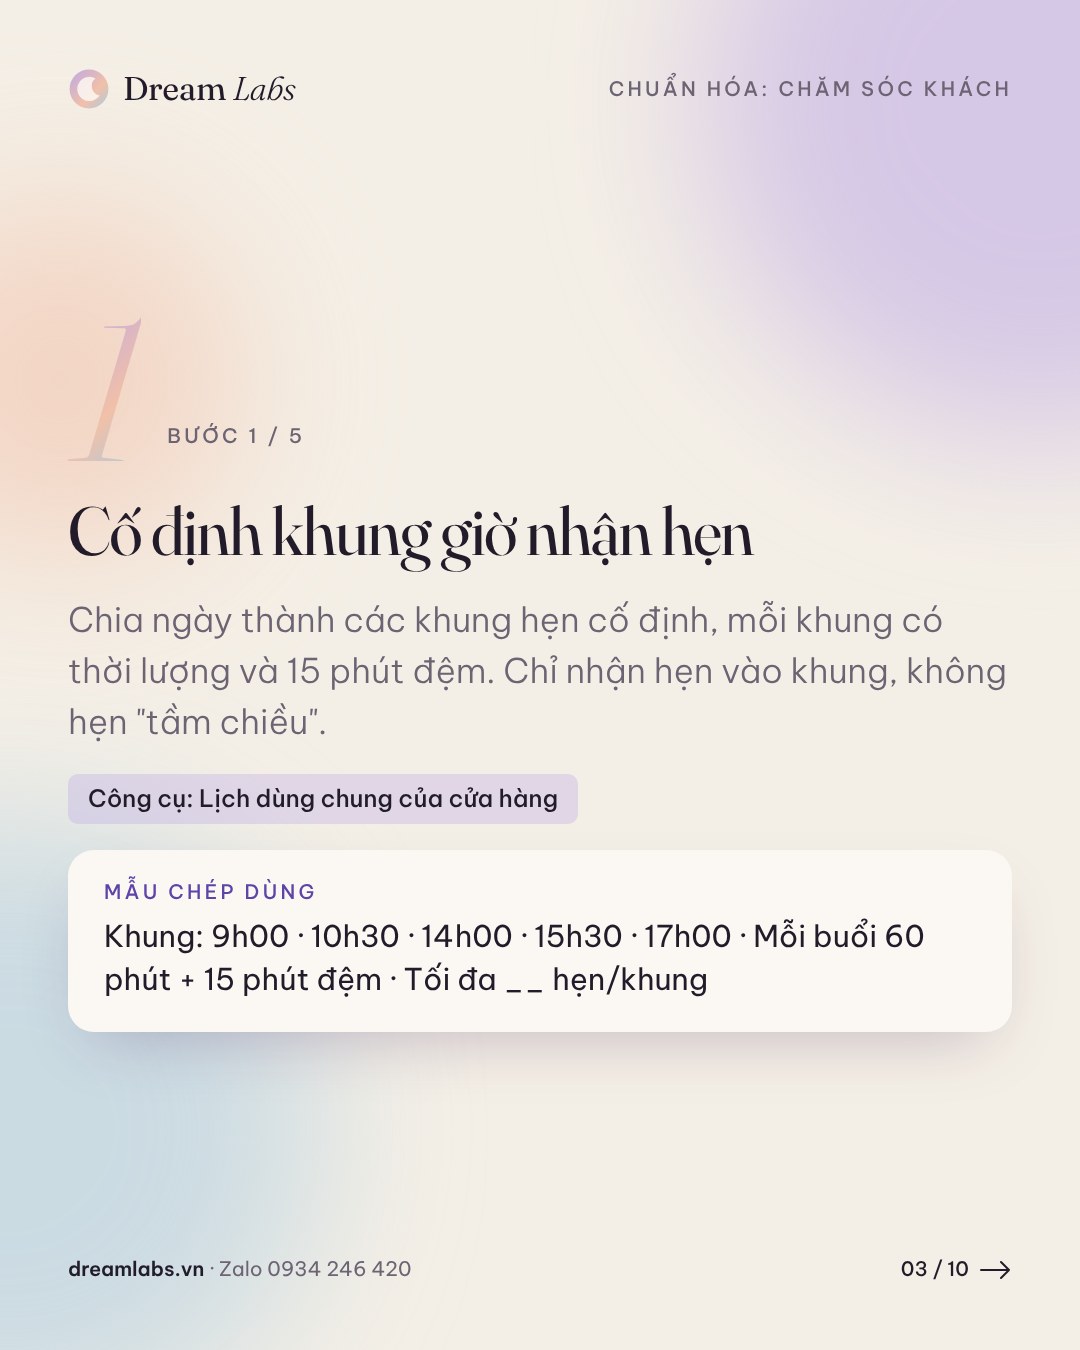 Dream Labs
CHUẨN HÓA: CHĂM SÓC KHÁCH
1
BƯỚC 1 / 5
Cố định khung giờ nhận hẹn
Chia ngày thành các khung hẹn cố định, mỗi khung có
thời lượng và 15 phút đệm. Chỉ nhận hẹn vào khung, không
hẹn "tầm chiều".
Công cụ: Lịch dùng chung của cửa hàng
MẪU CHÉP DÙNG
Khung: 9h00 · 10h30 · 14h00 · 15h30 · 17h00 · Mỗi buổi 60
phút + 15 phút đệm · Tối đa __ hẹn/khung
dreamlabs.vn · Zalo 0934 246 420
03 / 10 →